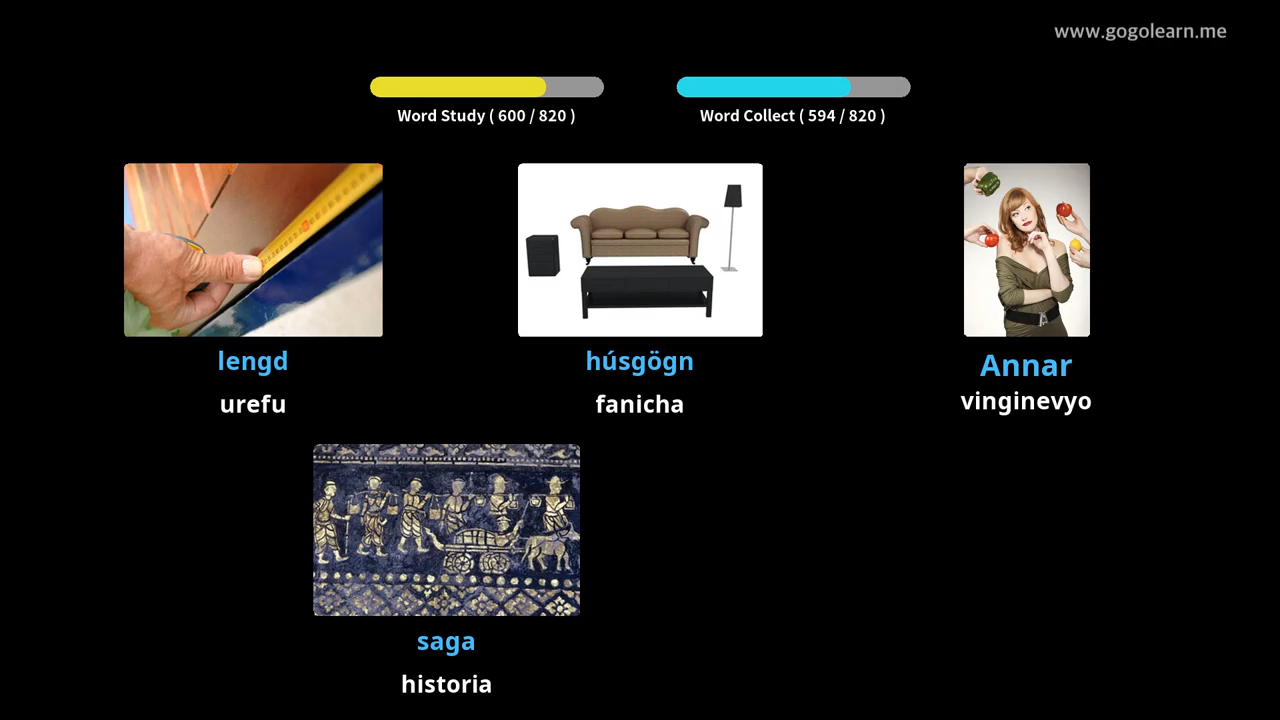 www.gogolearn.me
Word Study ( 600 / 820 )
Word Collect ( 594 / 820 )
lengd
urefu
húsgögn
fanicha
Annar
vinginevyo
saga
historia